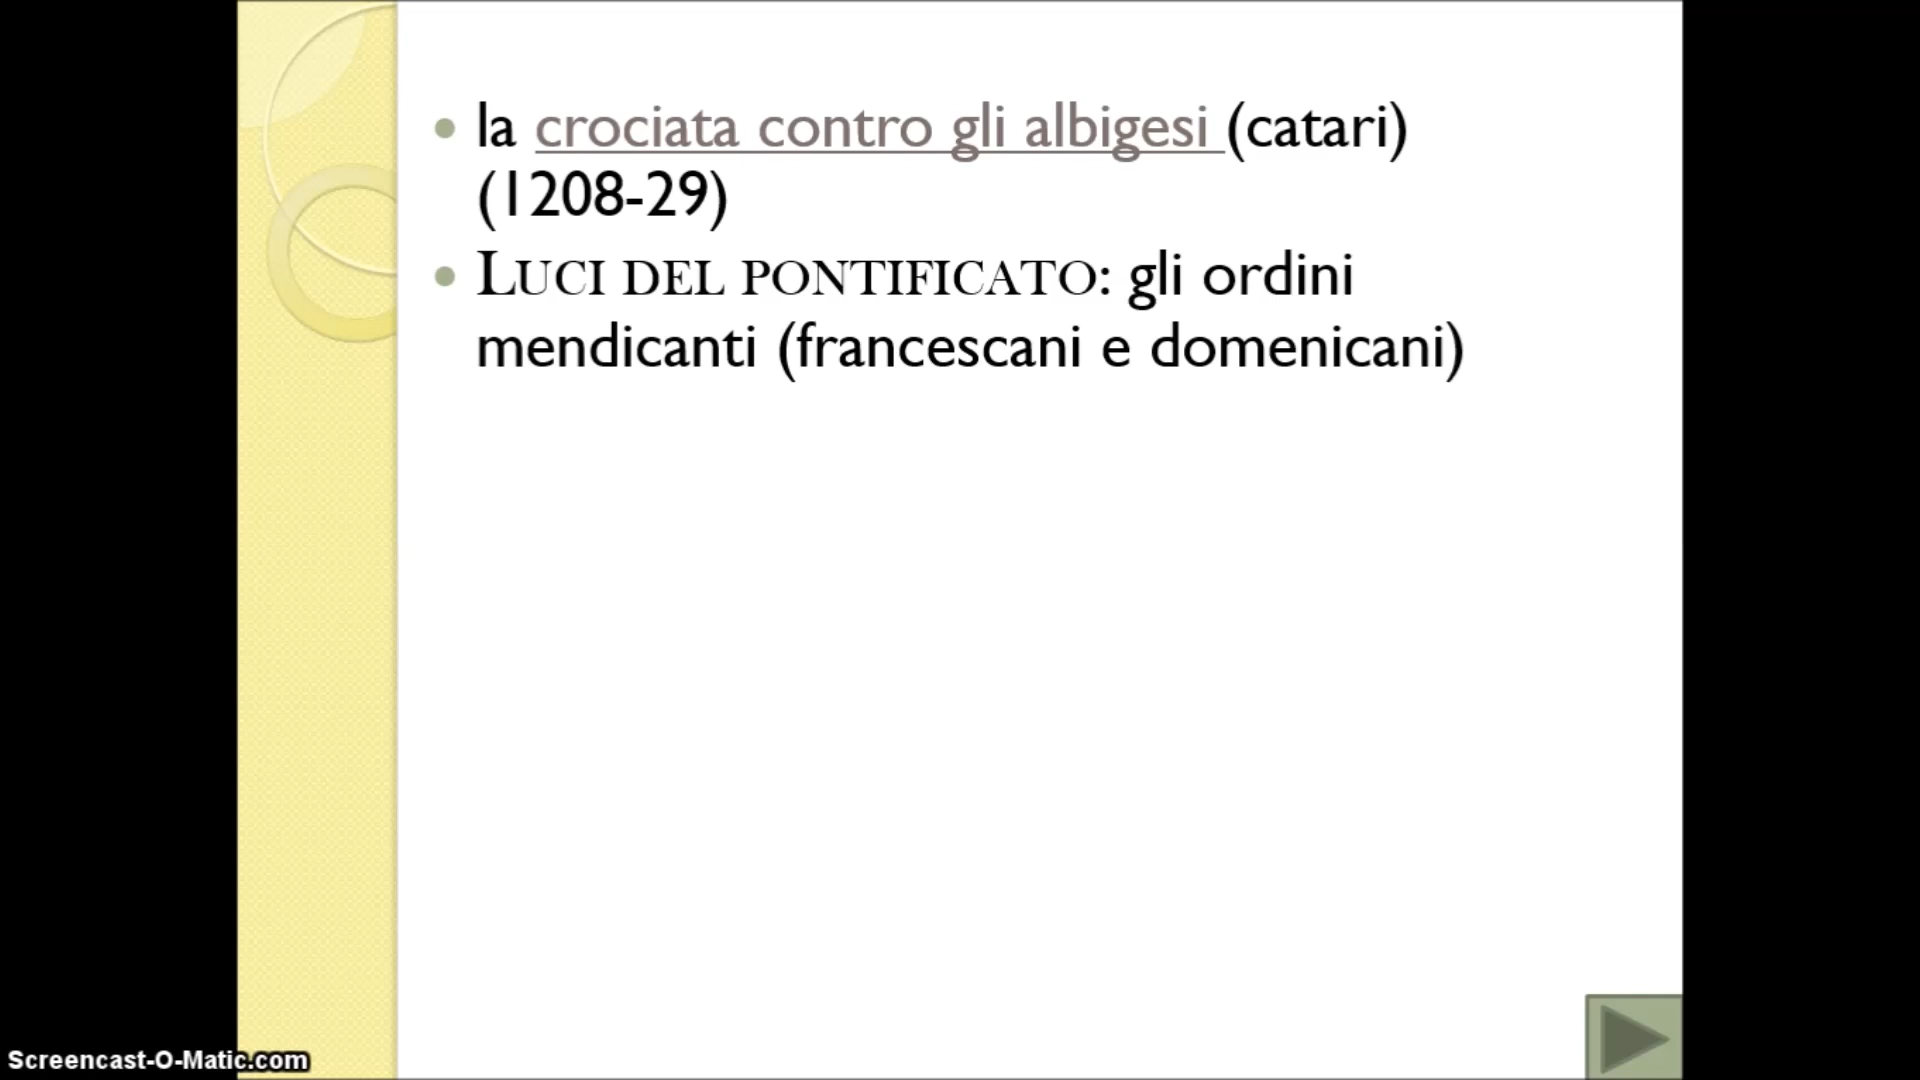 la crociata contro gli albigesi (catari)
(1208-29)
LUCI DEL PONTIFICATO: gli ordini
mendicanti (francescani e domenicani)
Screencast-O-Matic.com